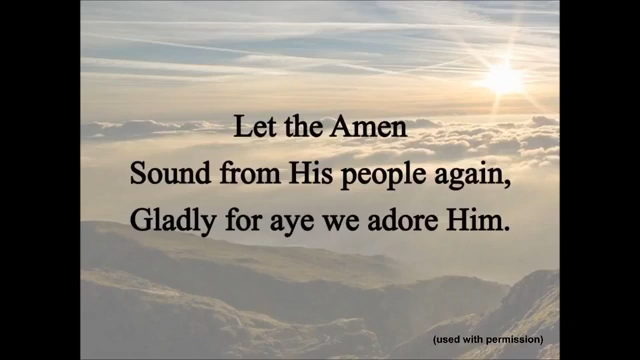 Let the Amen
Sound from His people again,
Gladly for aye we adore Him.
(used with permission)